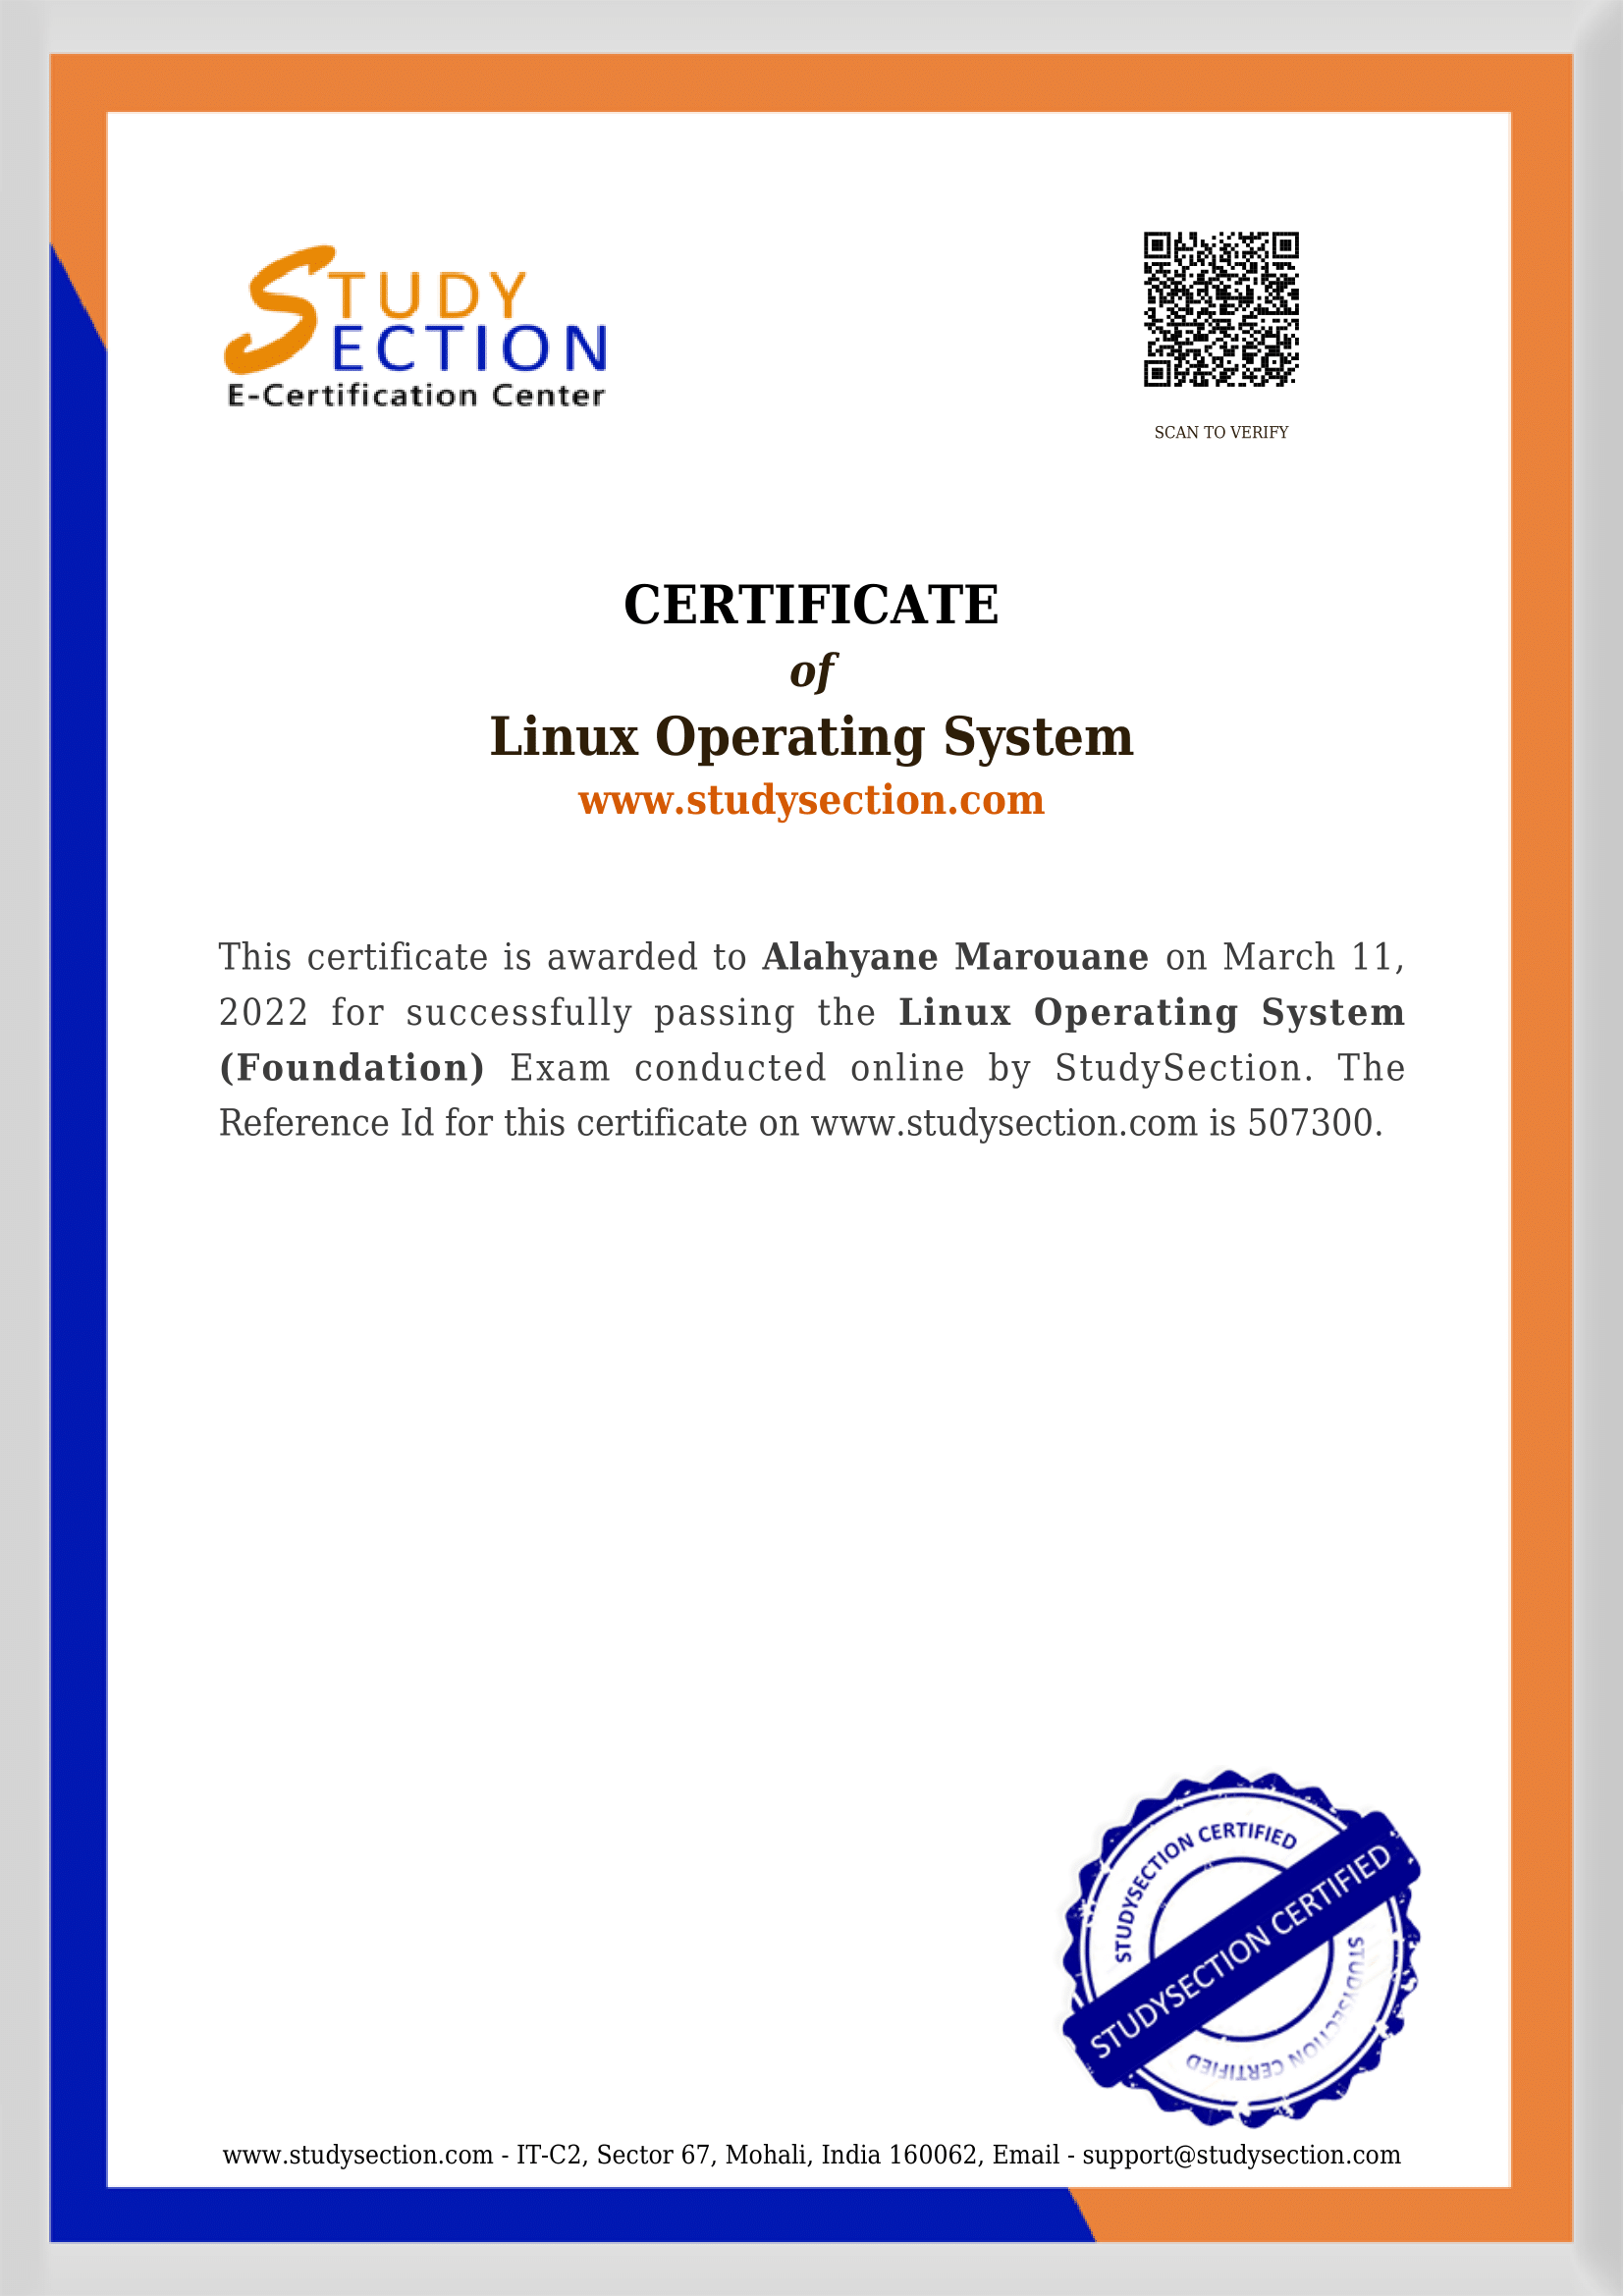 STUDY
SECTION
E-Certification Center
SCAN TO VERIFY
CERTIFICATE
of
Linux Operating System
www.studysection.com
This certificate is awarded to Alahyane Marouane on March 11,
2022 for successfully passing the Linux Operating System
(Foundation) Exam conducted online by StudySection. The
Reference Id for this certificate on www.studysection.com is 507300.
STUDYSECTION CERTIFIED
STUDYSECTION CERTIFIED
STUDYSECTION CERTIFIED
www.studysection.com - IT-C2, Sector 67, Mohali, India 160062, Email - support@studysection.com